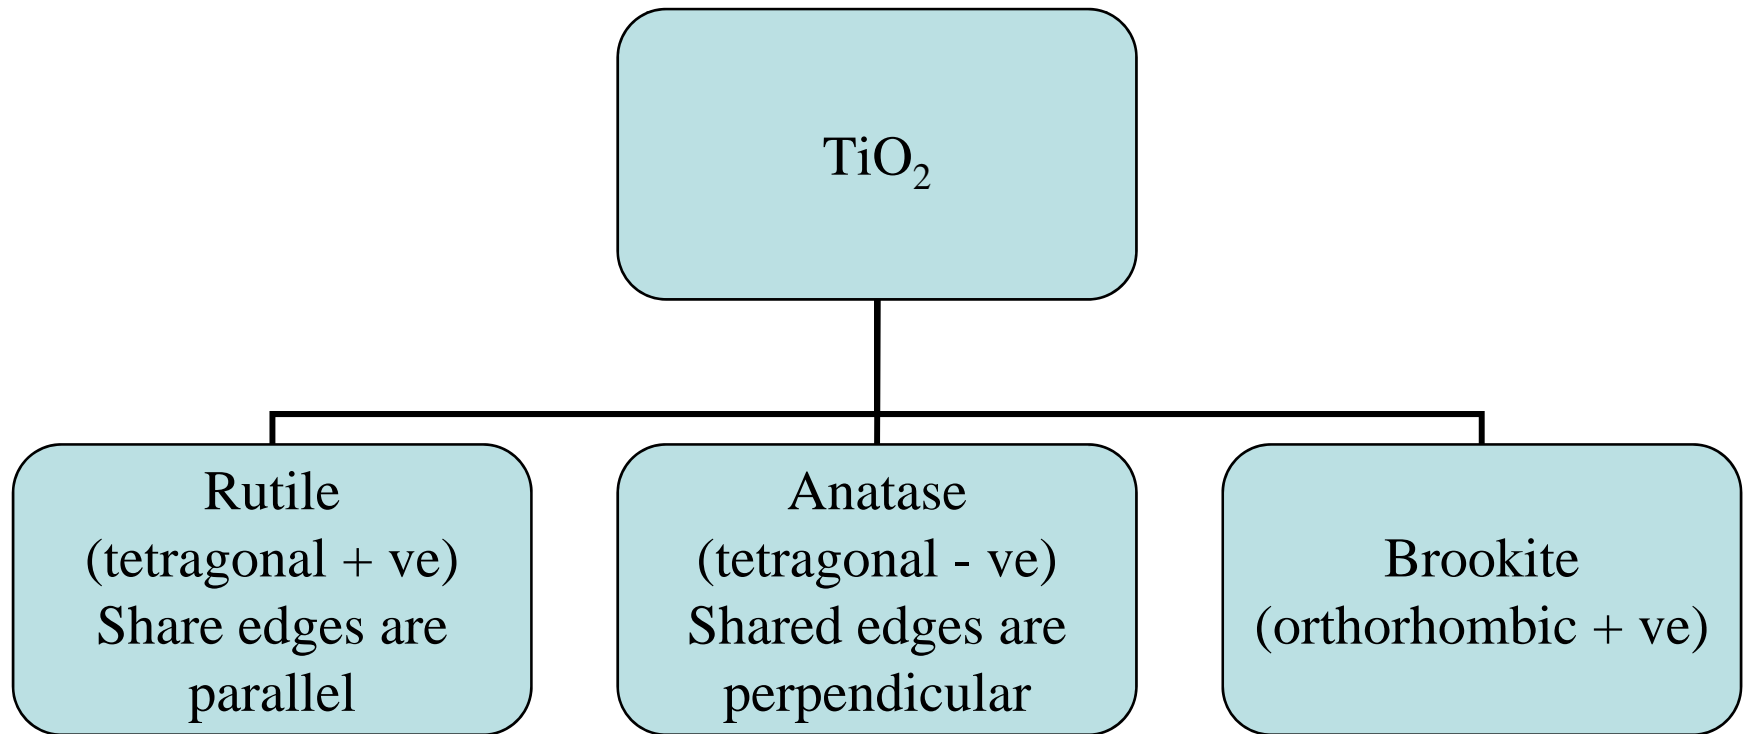 TiO₂
Rutile
(tetragonal + ve)
Share edges are
parallel
Anatase
(tetragonal - ve)
Shared edges are
perpendicular
Brookite
(orthorhombic + ve)